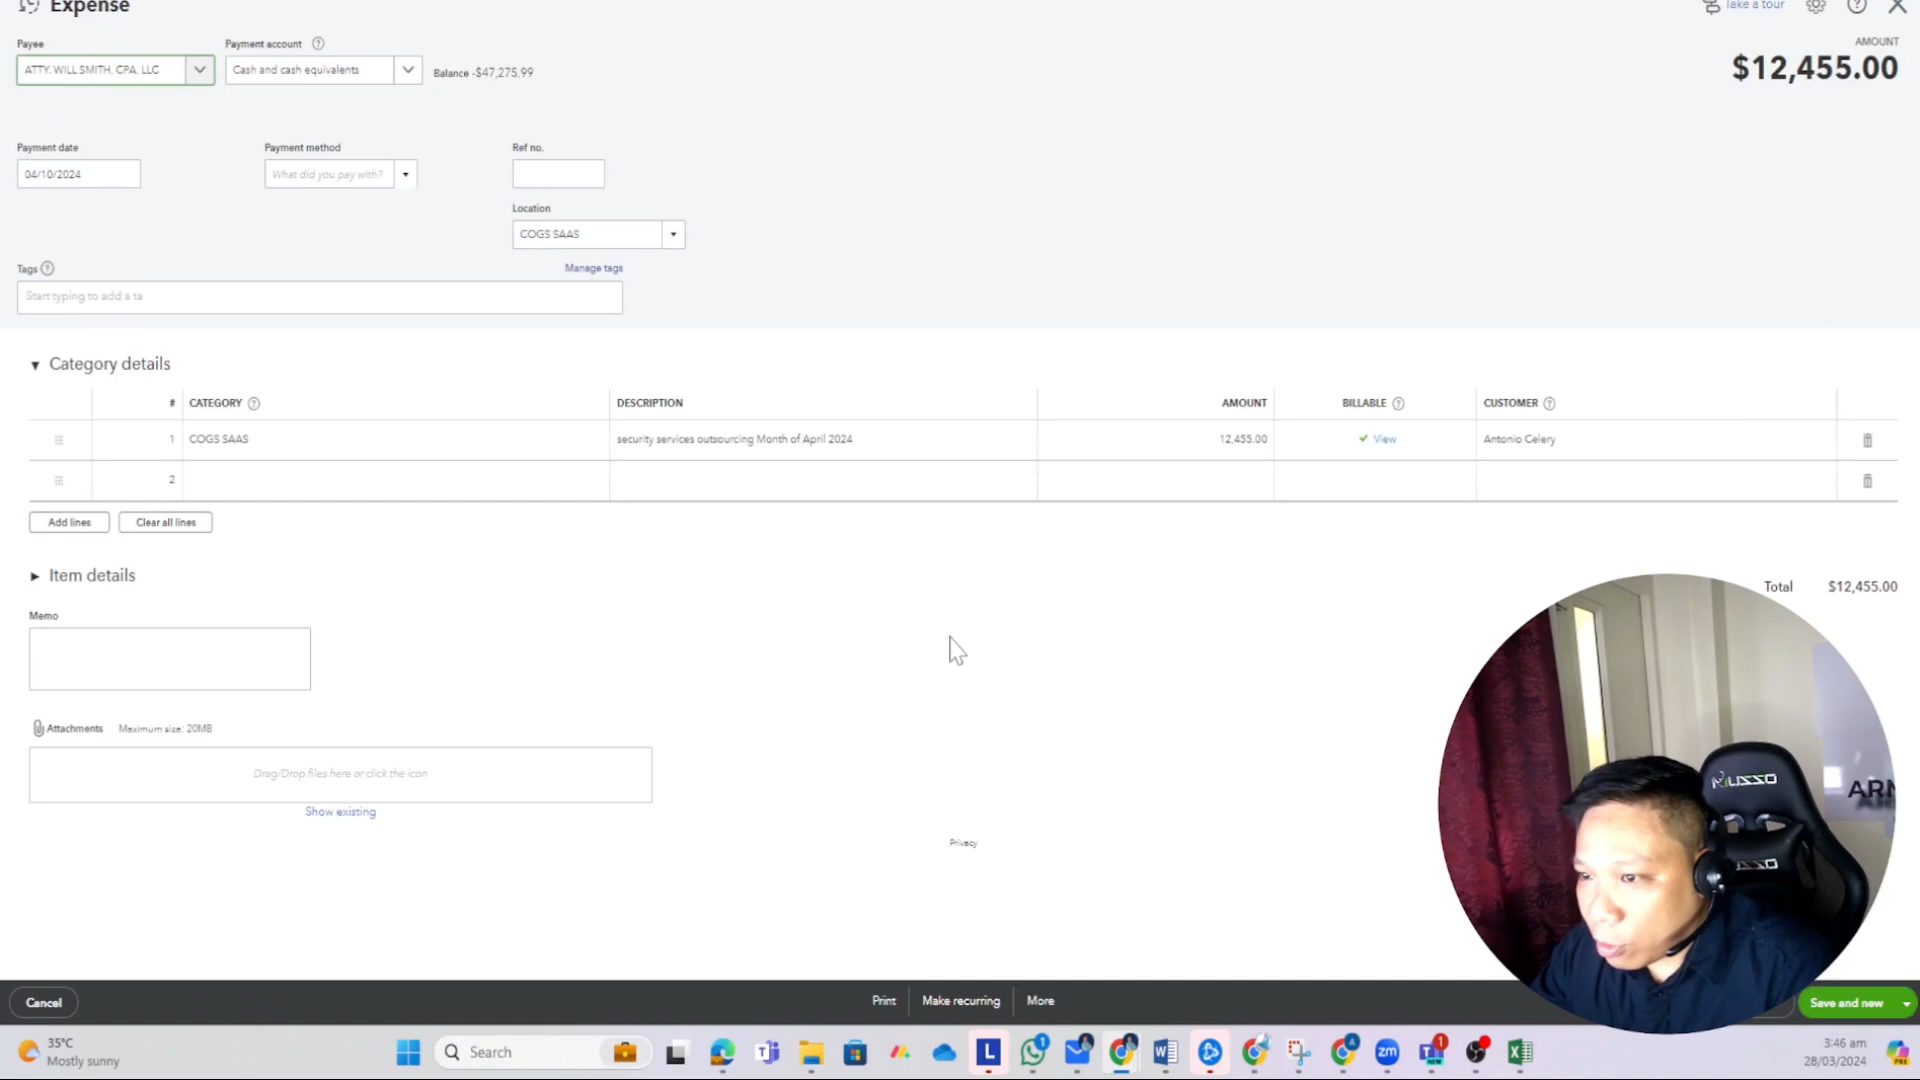 Expense
Take a tour
Payee
Payment account
AMOUNT
ATTY. WILL SMITH, CPA, LLC
Cash and cash equivalents
Balance -$47,275.99
$12,455.00
Payment date
Payment method
Ref no.
04/10/2024
What did you pay with?
Location
COGS SAAS
Tags
Manage tags
Start typing to add a ta
Category details
# CATEGORY DESCRIPTION AMOUNT BILLABLE CUSTOMER
1 COGS SAAS security services outsourcing Month of April 2024 12,455.00 View Antonio Celery
2
Add lines
Clear all lines
Item details
Total $12,455.00
Memo
Attachments Maximum size: 20MB
Drag/Drop files here or click the icon
Show existing
Privacy
MUSSO
ARN
Cancel
Print
Make recurring
More
Save and new
35°C
Mostly sunny
Search
3:46 am
28/03/2024